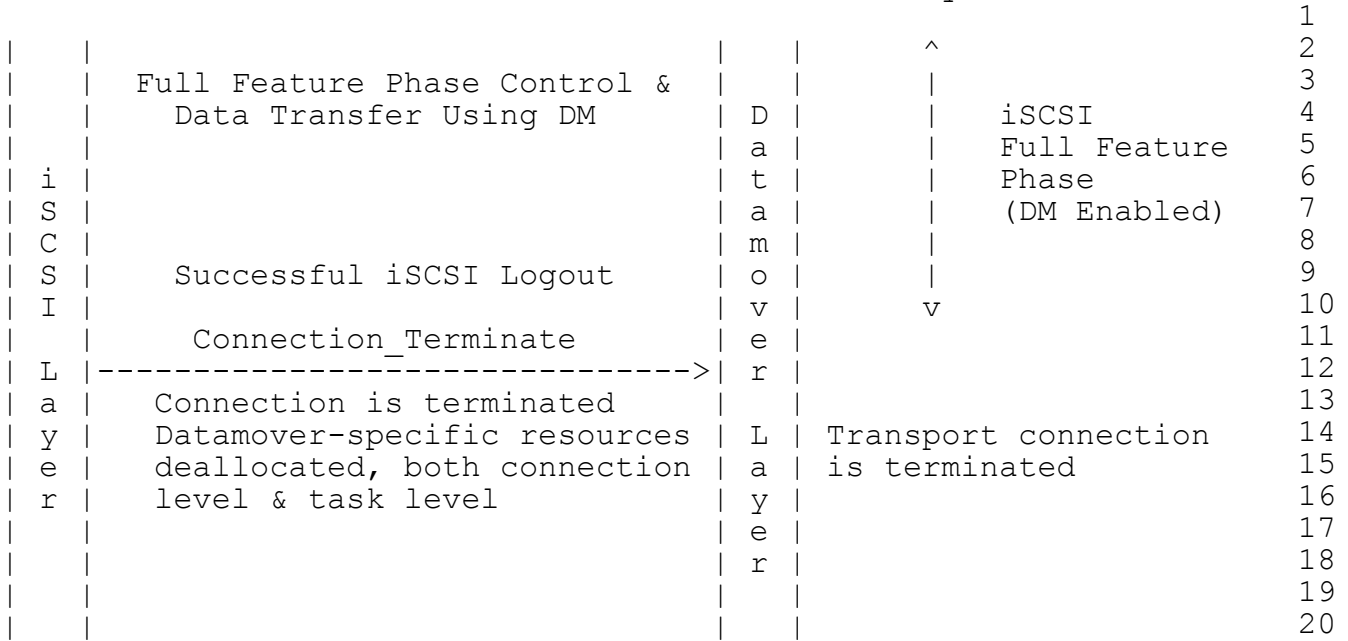 1
| | | | ^ 2
| | Full Feature Phase Control & | | | 3
| | Data Transfer Using DM | D | | iSCSI 4
| | | a | | Full Feature 5
| i | | t | | Phase 6
| S | | a | | (DM Enabled) 7
| C | | m | | 8
| S | Successful iSCSI Logout | o | | 9
| I | | v | v 10
| | Connection_Terminate | e | 11
| L |------------------------------->| r | 12
| a | Connection is terminated | | 13
| y | Datamover-specific resources | L | Transport connection 14
| e | deallocated, both connection | a | is terminated 15
| r | level & task level | y | 16
| | | e | 17
| | | r | 18
| | | | 19
| | | | 20